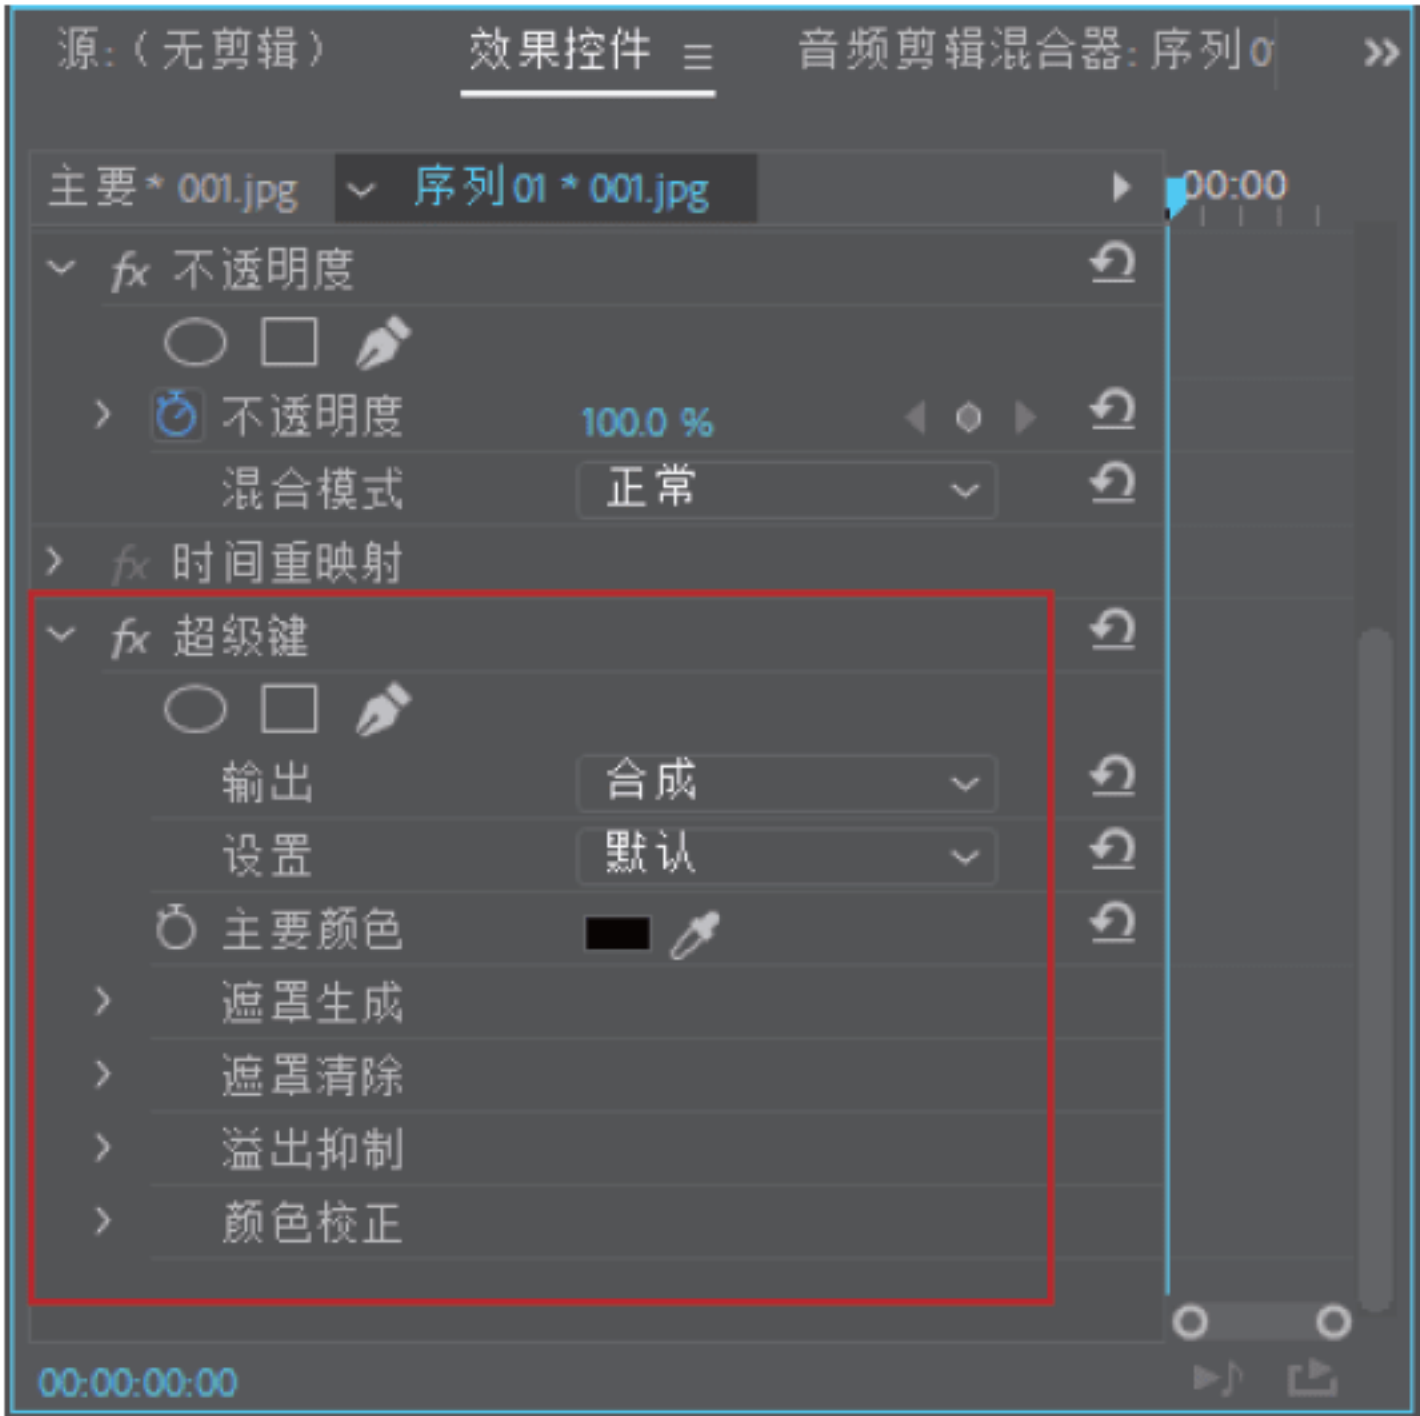 源:（无剪辑） 效果控件 音频剪辑混合器: 序列 0
主要 * 001.jpg 序列 01 * 001.jpg 00:00
fx 不透明度
不透明度 100.0 %
混合模式 正常
fx 时间重映射
fx 超级键
输出 合成
设置 默认
主要颜色
遮罩生成
遮罩清除
溢出抑制
颜色校正
00:00:00:00